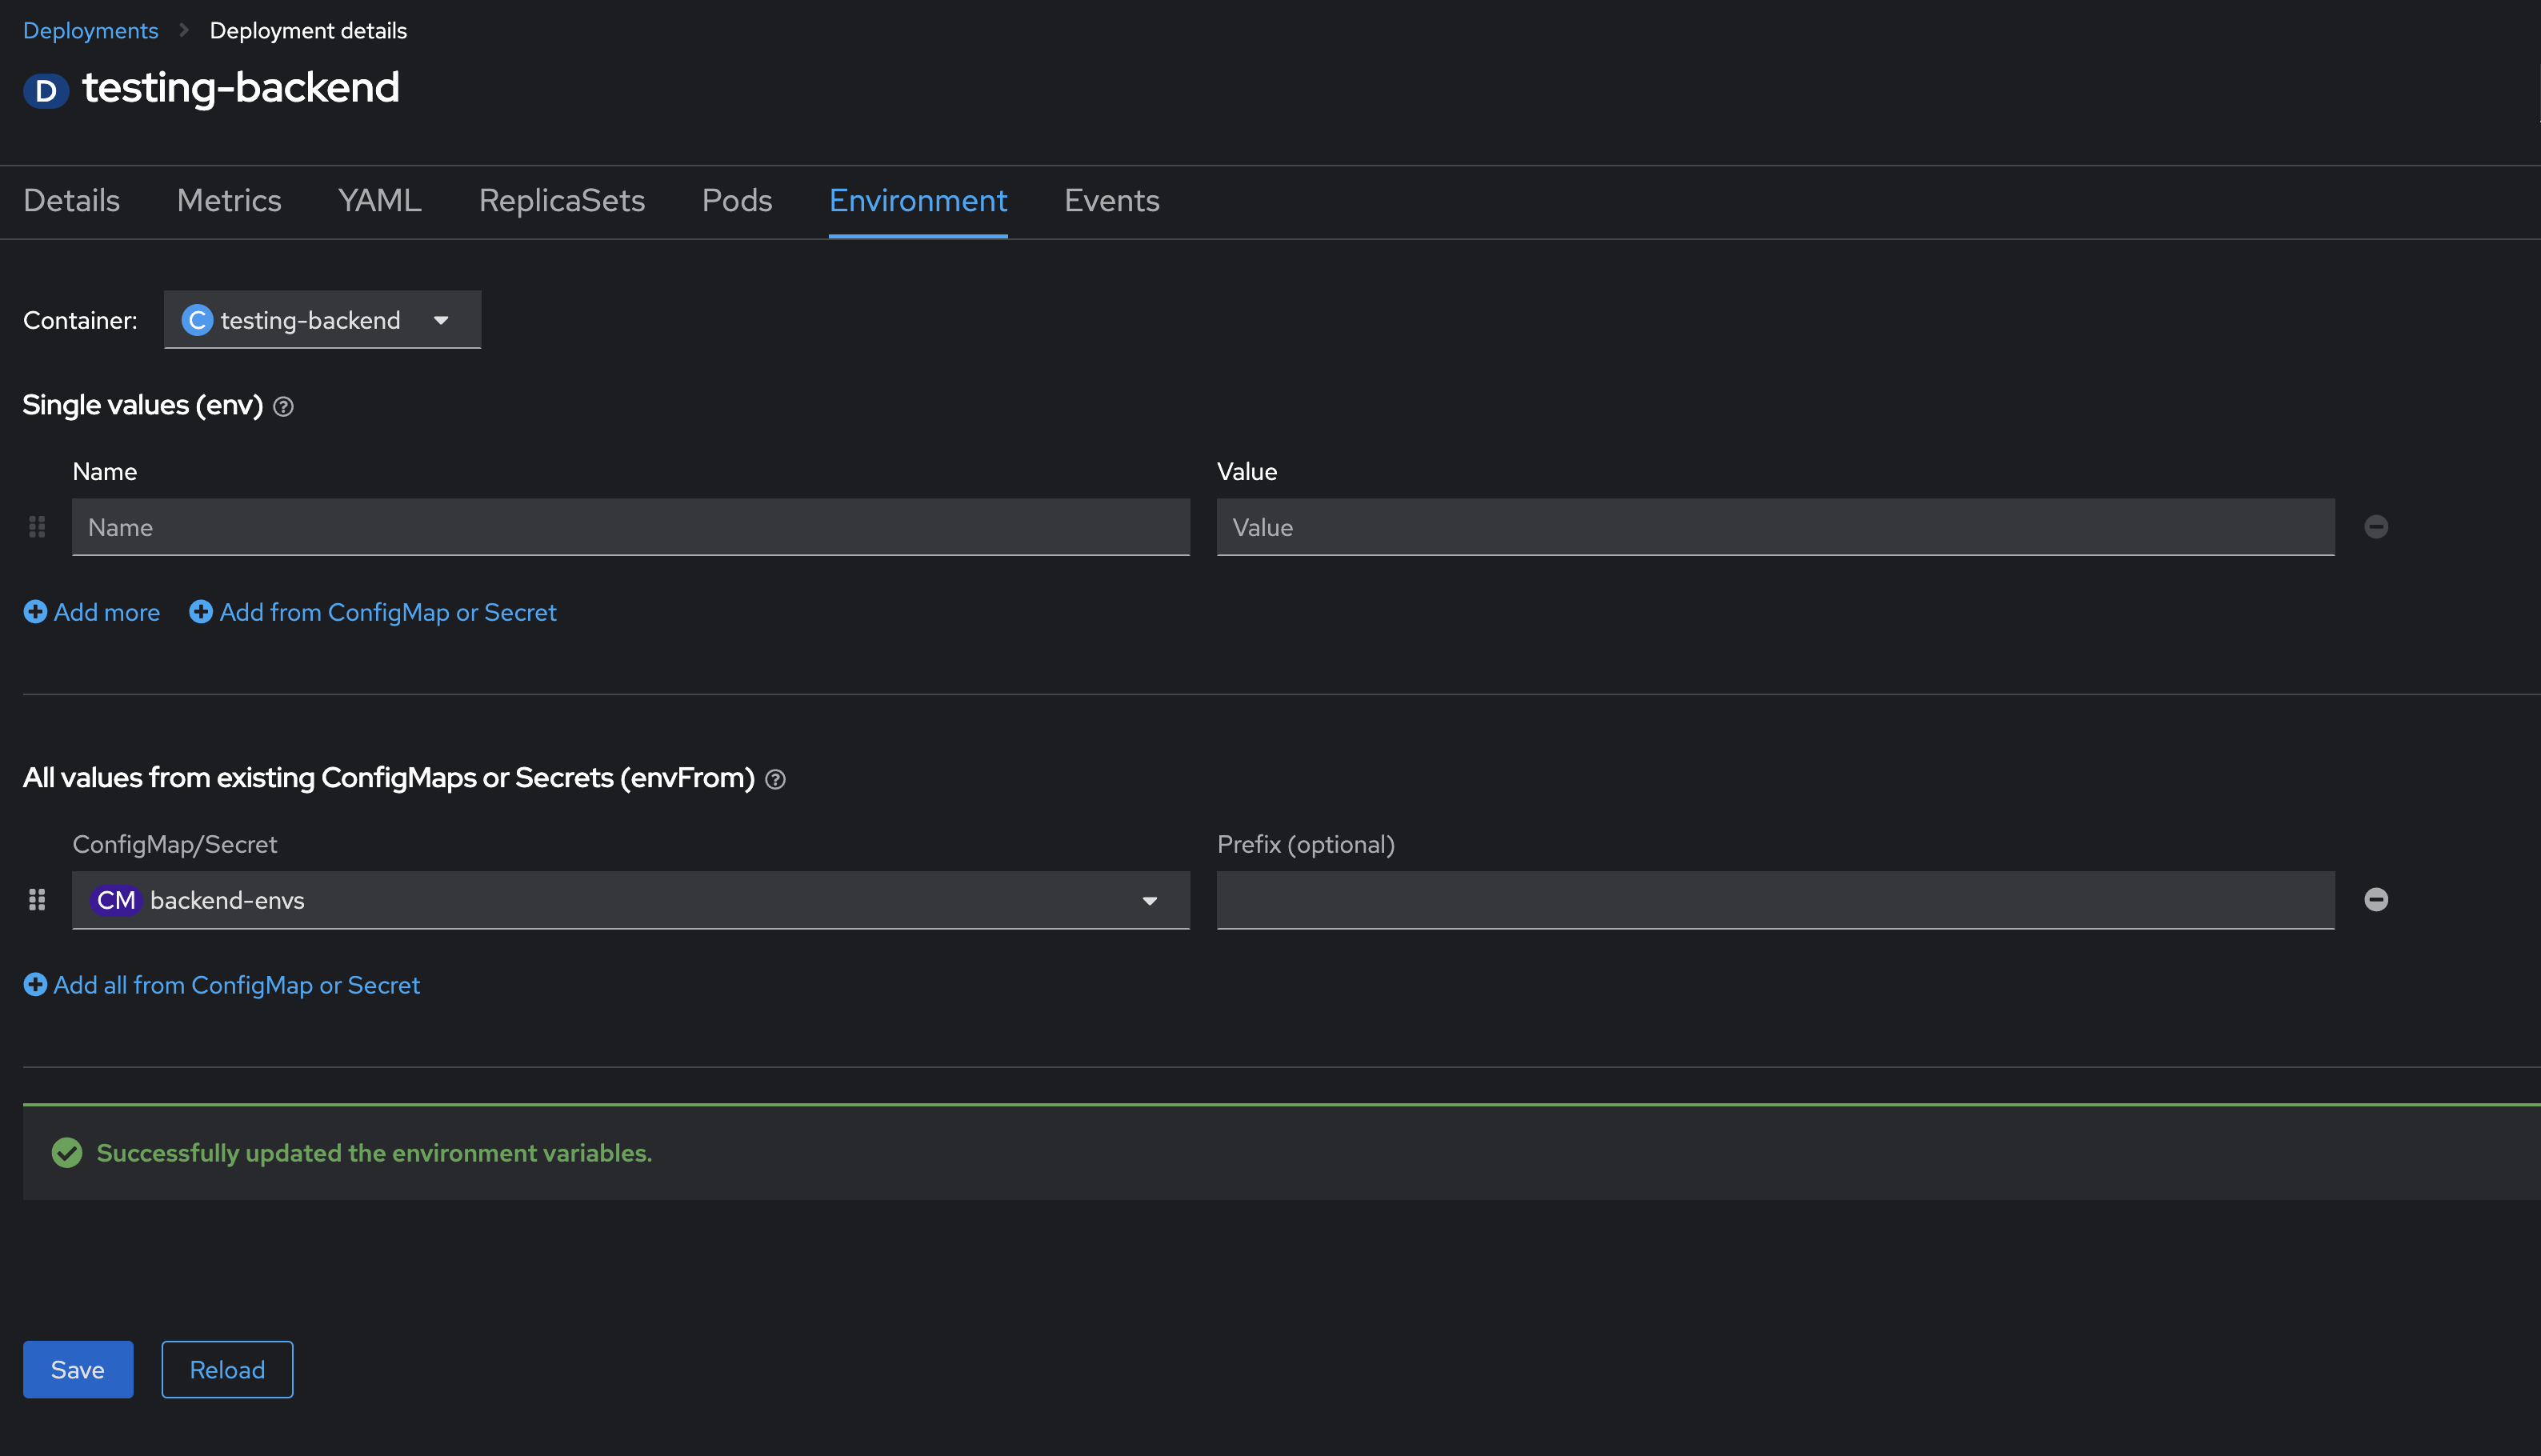 Deployments > Deployment details
D testing-backend
Details Metrics YAML ReplicaSets Pods Environment Events
Container: C testing-backend
Single values (env)
Name Value
Name Value
Add more Add from ConfigMap or Secret
All values from existing ConfigMaps or Secrets (envFrom)
ConfigMap/Secret Prefix (optional)
CM backend-envs
Add all from ConfigMap or Secret
Successfully updated the environment variables.
Save Reload